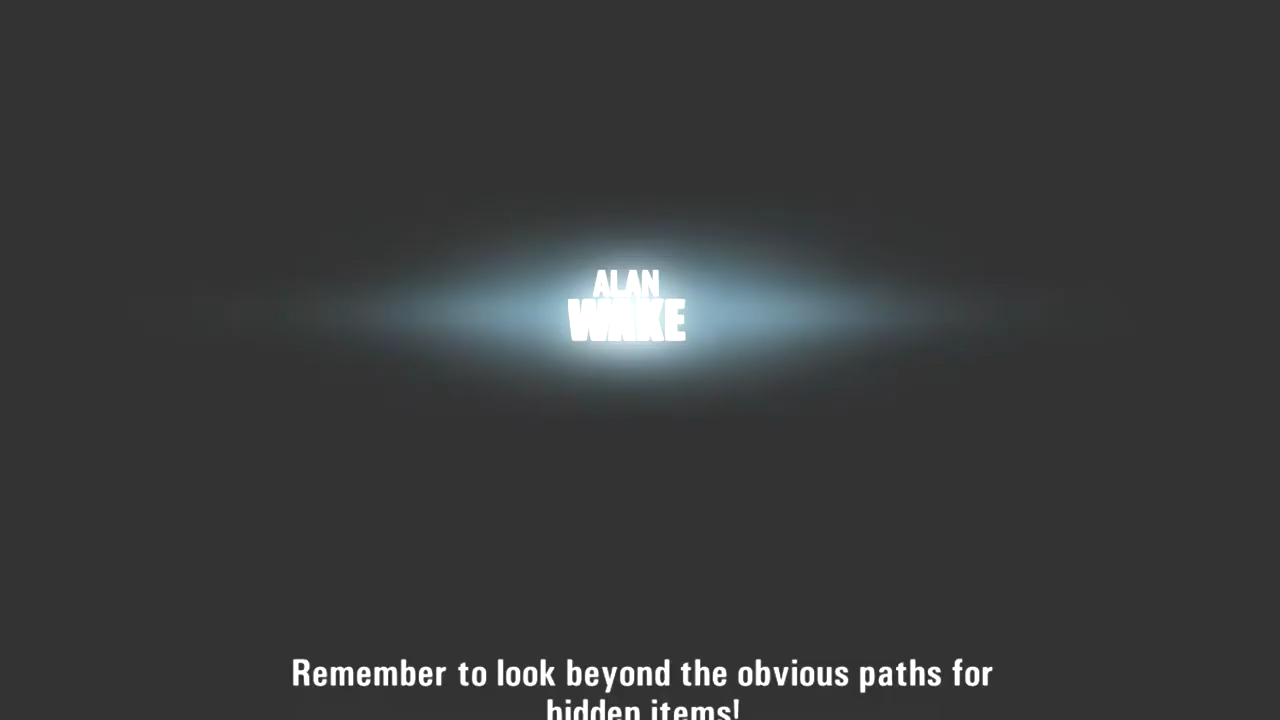 ALAN
WAKE
Remember to look beyond the obvious paths for
hidden items!